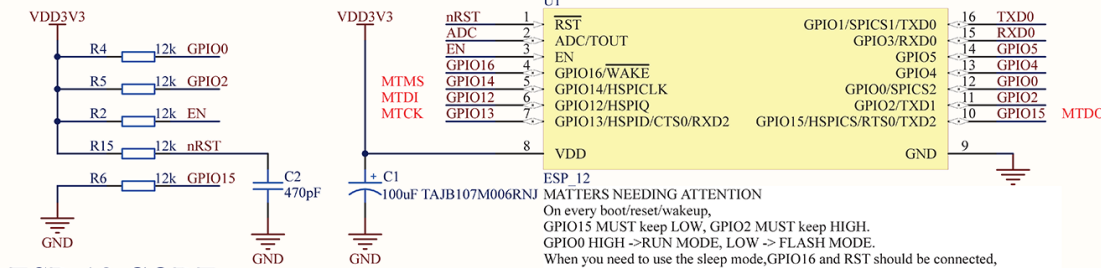 VDD3V3
R4 12k GPIO0
R5 12k GPIO2
R2 12k EN
R15 12k nRST
R6 12k GPIO15
GND
C2
470pF
GND
VDD3V3
+ C1
100uF TAJB107M006RNJ
GND
U1
nRST 1 RST
ADC 2 ADC/TOUT
EN 3 EN
GPIO16 4 GPIO16/WAKE
MTMS GPIO14 5 GPIO14/HSPICLK
MTDI GPIO12 6 GPIO12/HSPIQ
MTCK GPIO13 7 GPIO13/HSPID/CTS0/RXD2
8 VDD
GPIO1/SPICS1/TXD0 16 TXD0
GPIO3/RXD0 15 RXD0
GPIO5 14 GPIO5
GPIO4 13 GPIO4
GPIO0/SPICS2 12 GPIO0
GPIO2/TXD1 11 GPIO2
GPIO15/HSPICS/RTS0/TXD2 10 GPIO15 MTDO
GND 9
ESP_12
MATTERS NEEDING ATTENTION
On every boot/reset/wakeup,
GPIO15 MUST keep LOW, GPIO2 MUST keep HIGH.
GPIO0 HIGH ->RUN MODE, LOW -> FLASH MODE.
When you need to use the sleep mode,GPIO16 and RST should be connected,